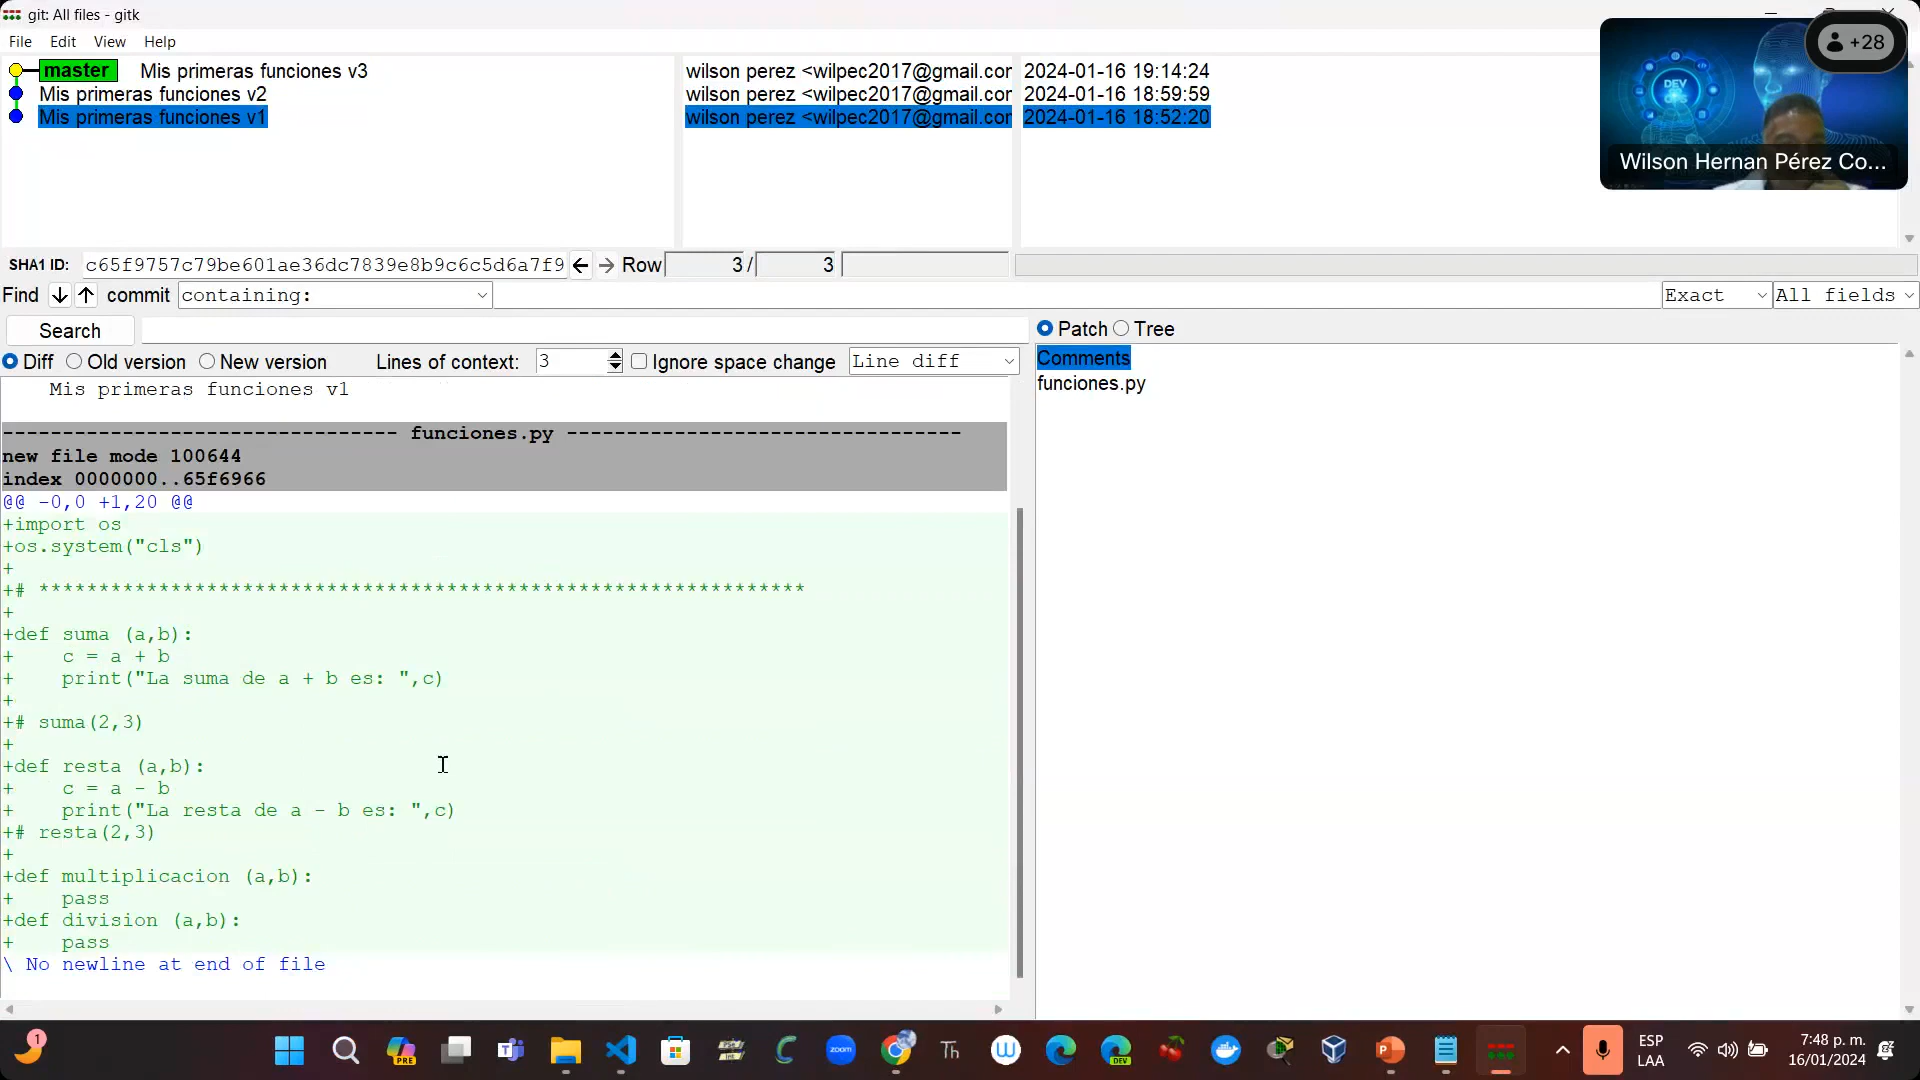 git: All files - gitk
File Edit View Help
+28
master Mis primeras funciones v3 wilson perez <wilpec2017@gmail.cor 2024-01-16 19:14:24
Mis primeras funciones v2 wilson perez <wilpec2017@gmail.cor 2024-01-16 18:59:59
Mis primeras funciones v1 wilson perez <wilpec2017@gmail.cor 2024-01-16 18:52:20
DEV
OPS
Wilson Hernan Pérez Co...
SHA1 ID: c65f9757c79be601ae36dc7839e8b9c6c5d6a7f9 ← → Row 3 / 3
Find ↓ ↑ commit containing: Exact All fields
Search
Patch Tree
Diff Old version New version Lines of context: 3 Ignore space change Line diff
Comments
funciones.py
Mis primeras funciones v1
--------------------------------- funciones.py ---------------------------------
new file mode 100644
index 0000000..65f6966
@@ -0,0 +1,20 @@
+import os
+os.system("cls")
+
+# ****************************************************************
+
+def suma (a,b):
+    c = a + b
+    print("La suma de a + b es: ",c)
+
+# suma(2,3)
+
+def resta (a,b):
+    c = a - b
+    print("La resta de a - b es: ",c)
+# resta(2,3)
+
+def multiplicacion (a,b):
+    pass
+def division (a,b):
+    pass
\ No newline at end of file
1
PRE
zoom
Th
DEV
ESP
LAA
7:48 p. m.
16/01/2024